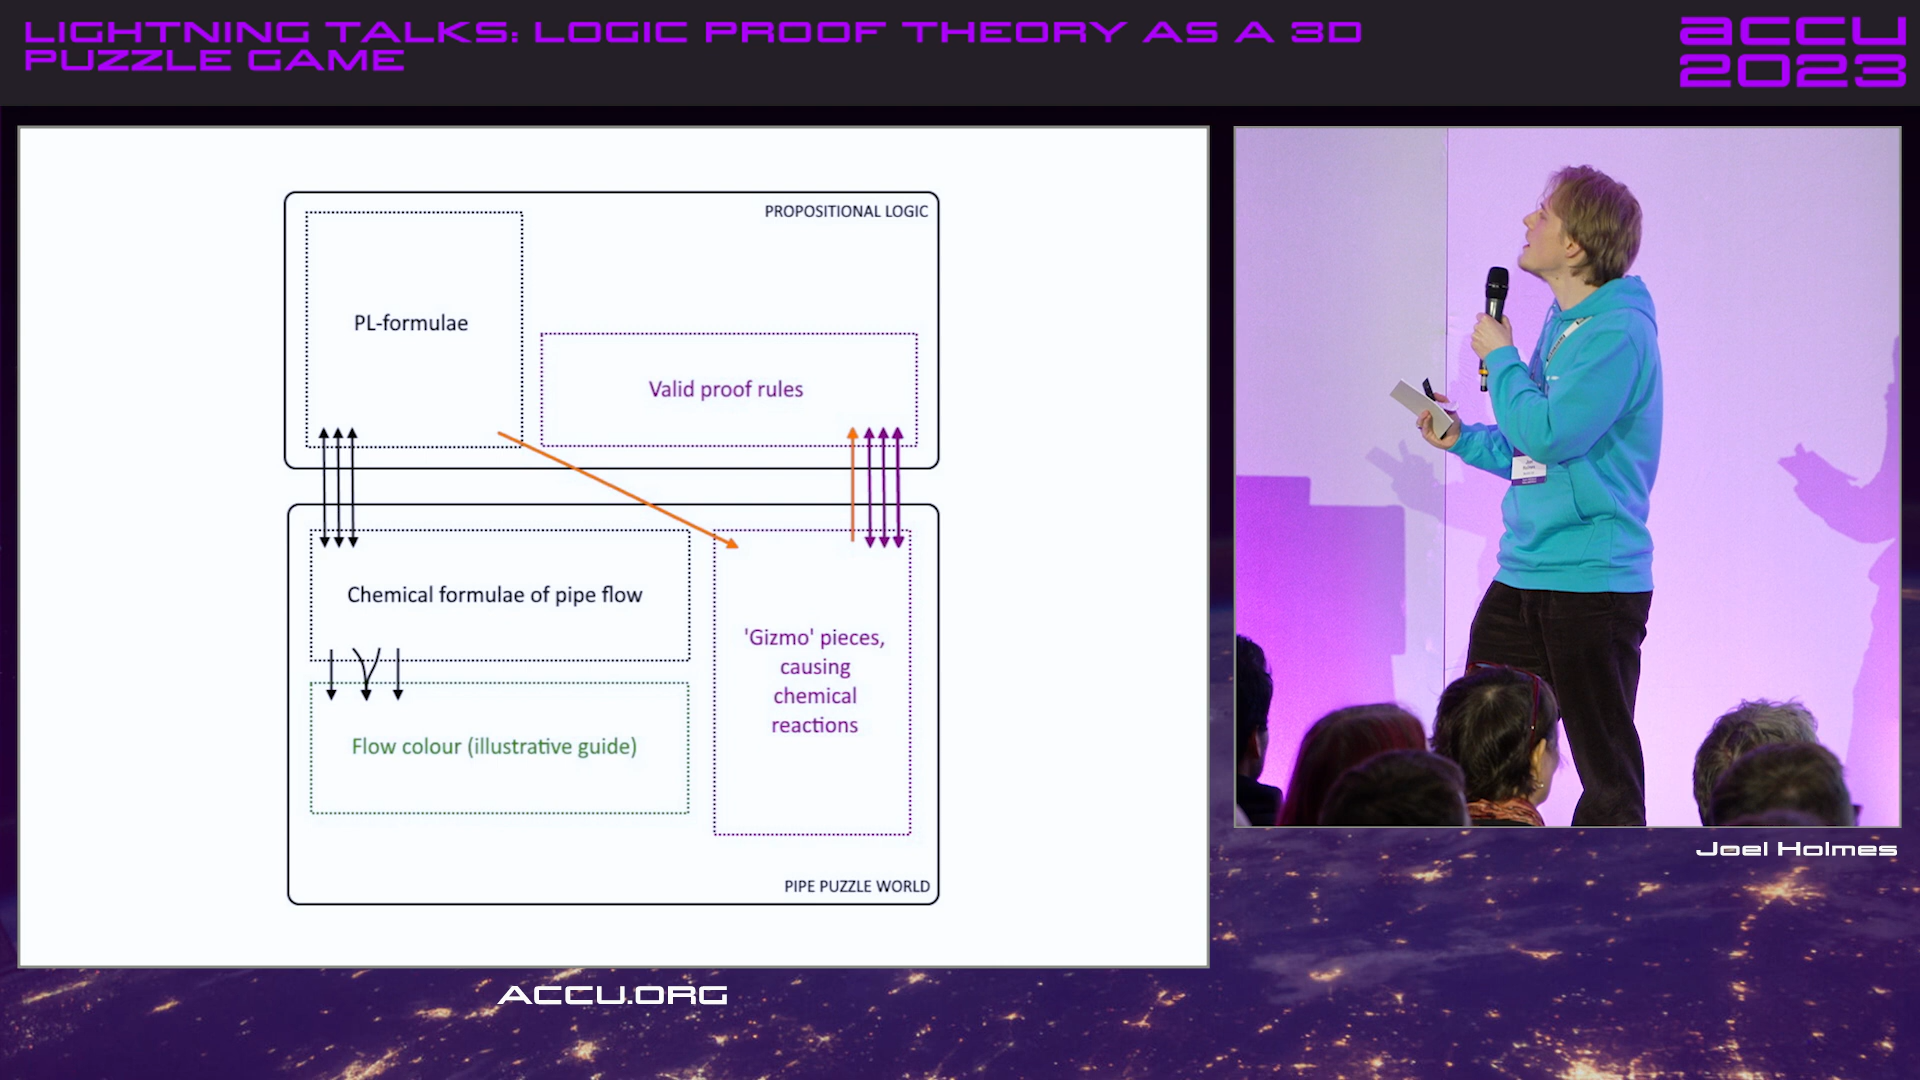 LIGHTNING TALKS: LOGIC PROOF THEORY AS A 3D
PUZZLE GAME
accu
2023
PROPOSITIONAL LOGIC
PL-formulae
Valid proof rules
Chemical formulae of pipe flow
'Gizmo' pieces,
causing
chemical
reactions
Flow colour (illustrative guide)
PIPE PUZZLE WORLD
Joel Holmes
ACCU.ORG